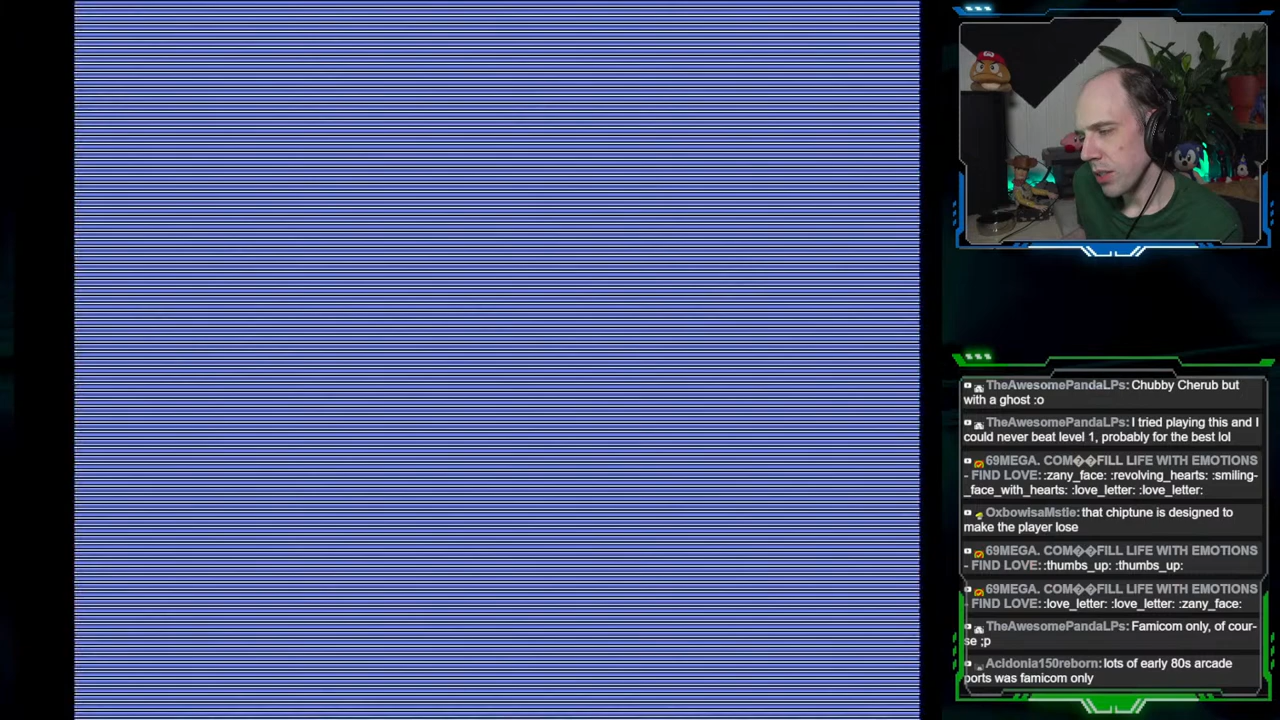 TheAwesomePandaLPs: Chubby Cherub but
with a ghost :o
TheAwesomePandaLPs: I tried playing this and I
could never beat level 1, probably for the best lol
69MEGA. COM��FILL LIFE WITH EMOTIONS
- FIND LOVE: :zany_face: :revolving_hearts: :smiling-
_face_with_hearts: :love_letter: :love_letter:
OxbowIsaMstie: that chiptune is designed to
make the player lose
69MEGA. COM��FILL LIFE WITH EMOTIONS
- FIND LOVE: :thumbs_up: :thumbs_up:
69MEGA. COM��FILL LIFE WITH EMOTIONS
- FIND LOVE: :love_letter: :love_letter: :zany_face:
TheAwesomePandaLPs: Famicom only, of cour-
se ;p
Acidonia150reborn: lots of early 80s arcade
ports was famicom only